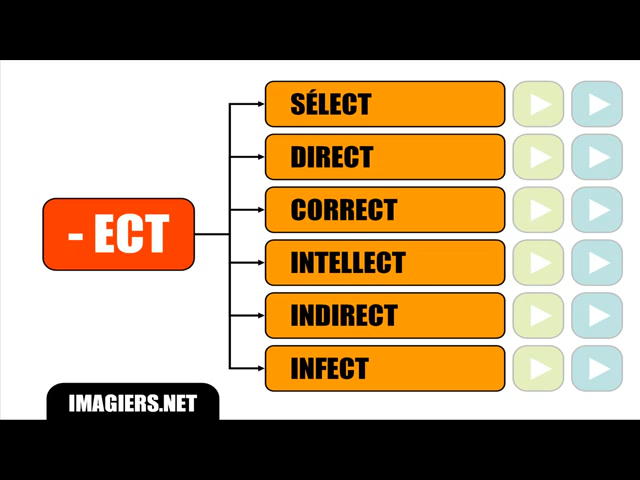 SÉLECT
DIRECT
CORRECT
- ECT
INTELLECT
INDIRECT
INFECT
IMAGIERS.NET